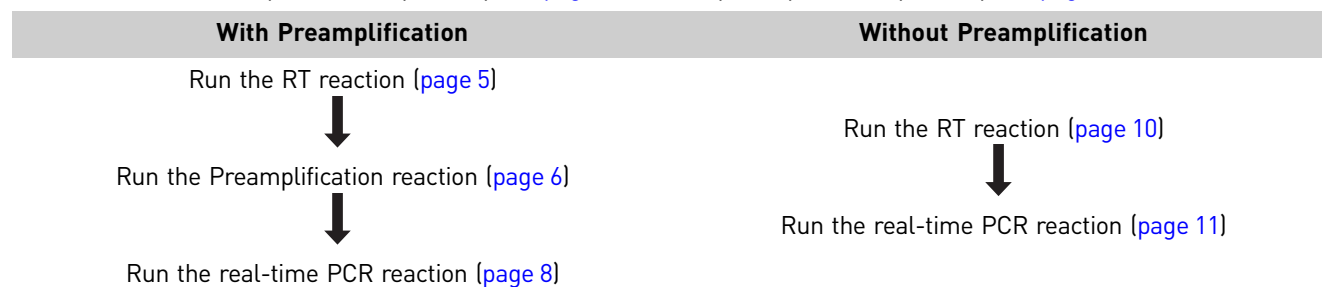 With Preamplification
Without Preamplification
Run the RT reaction (page 5)
Run the Preamplification reaction (page 6)
Run the real-time PCR reaction (page 8)
Run the RT reaction (page 10)
Run the real-time PCR reaction (page 11)